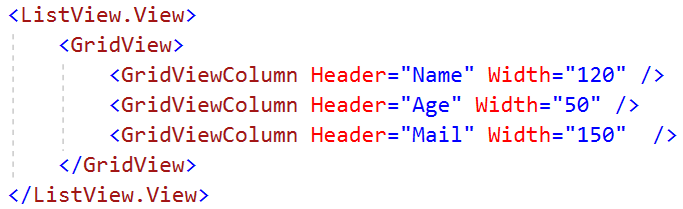 <ListView.View>
    <GridView>
        <GridViewColumn Header="Name" Width="120" />
        <GridViewColumn Header="Age" Width="50" />
        <GridViewColumn Header="Mail" Width="150"  />
    </GridView>
</ListView.View>